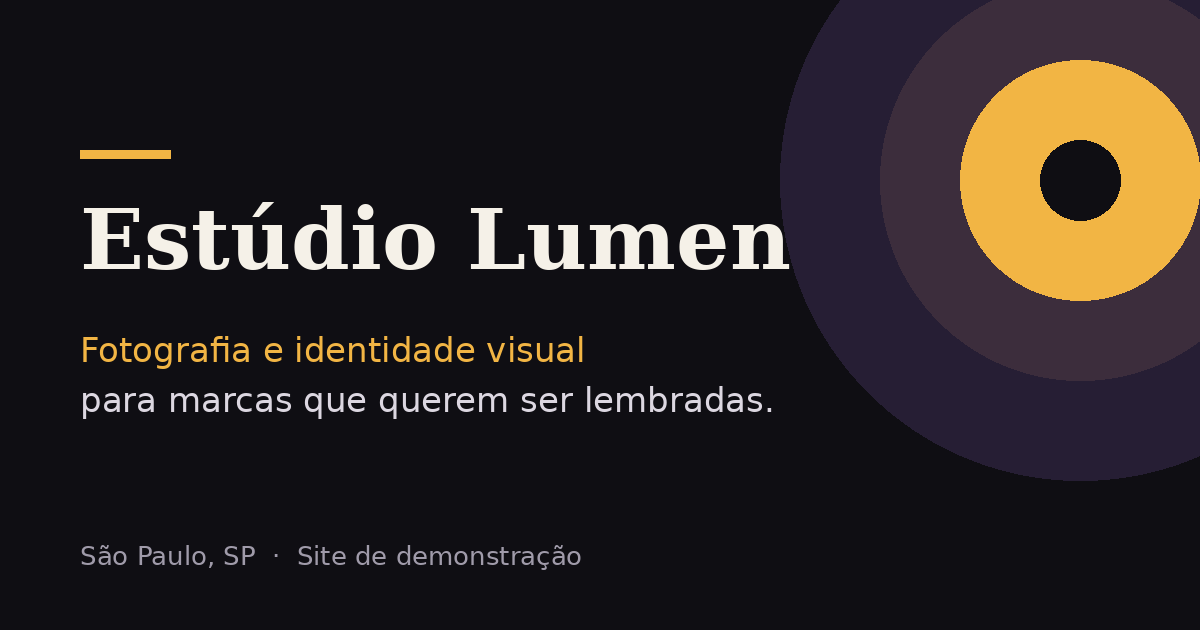 Estúdio Lumen
Fotografia e identidade visual
para marcas que querem ser lembradas.
São Paulo, SP · Site de demonstração